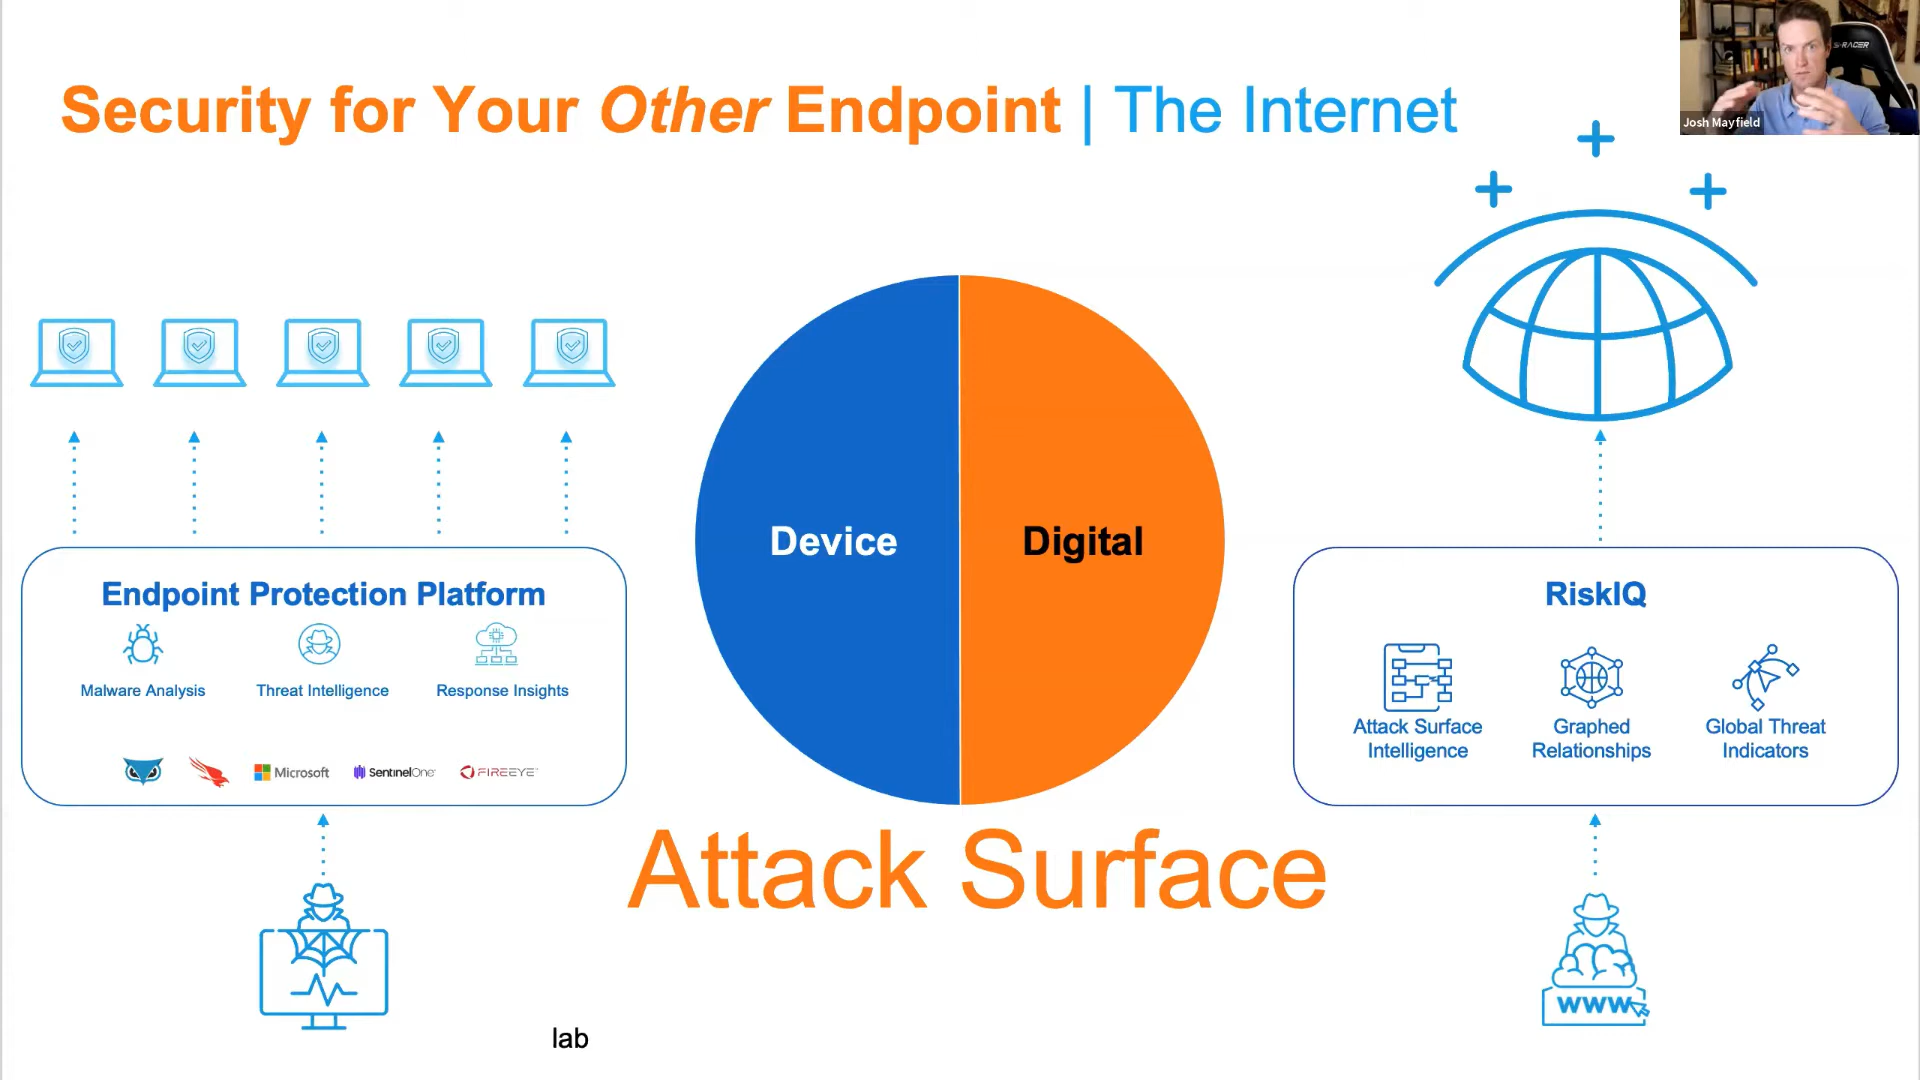 Security for Your Other Endpoint | The Internet
S-RACER
Josh Mayfield
Device
Digital
Endpoint Protection Platform
Malware Analysis
Threat Intelligence
Response Insights
Microsoft
SentinelOne
FIREEYE
RiskIQ
Attack Surface
Intelligence
Graphed
Relationships
Global Threat
Indicators
Attack Surface
www
lab